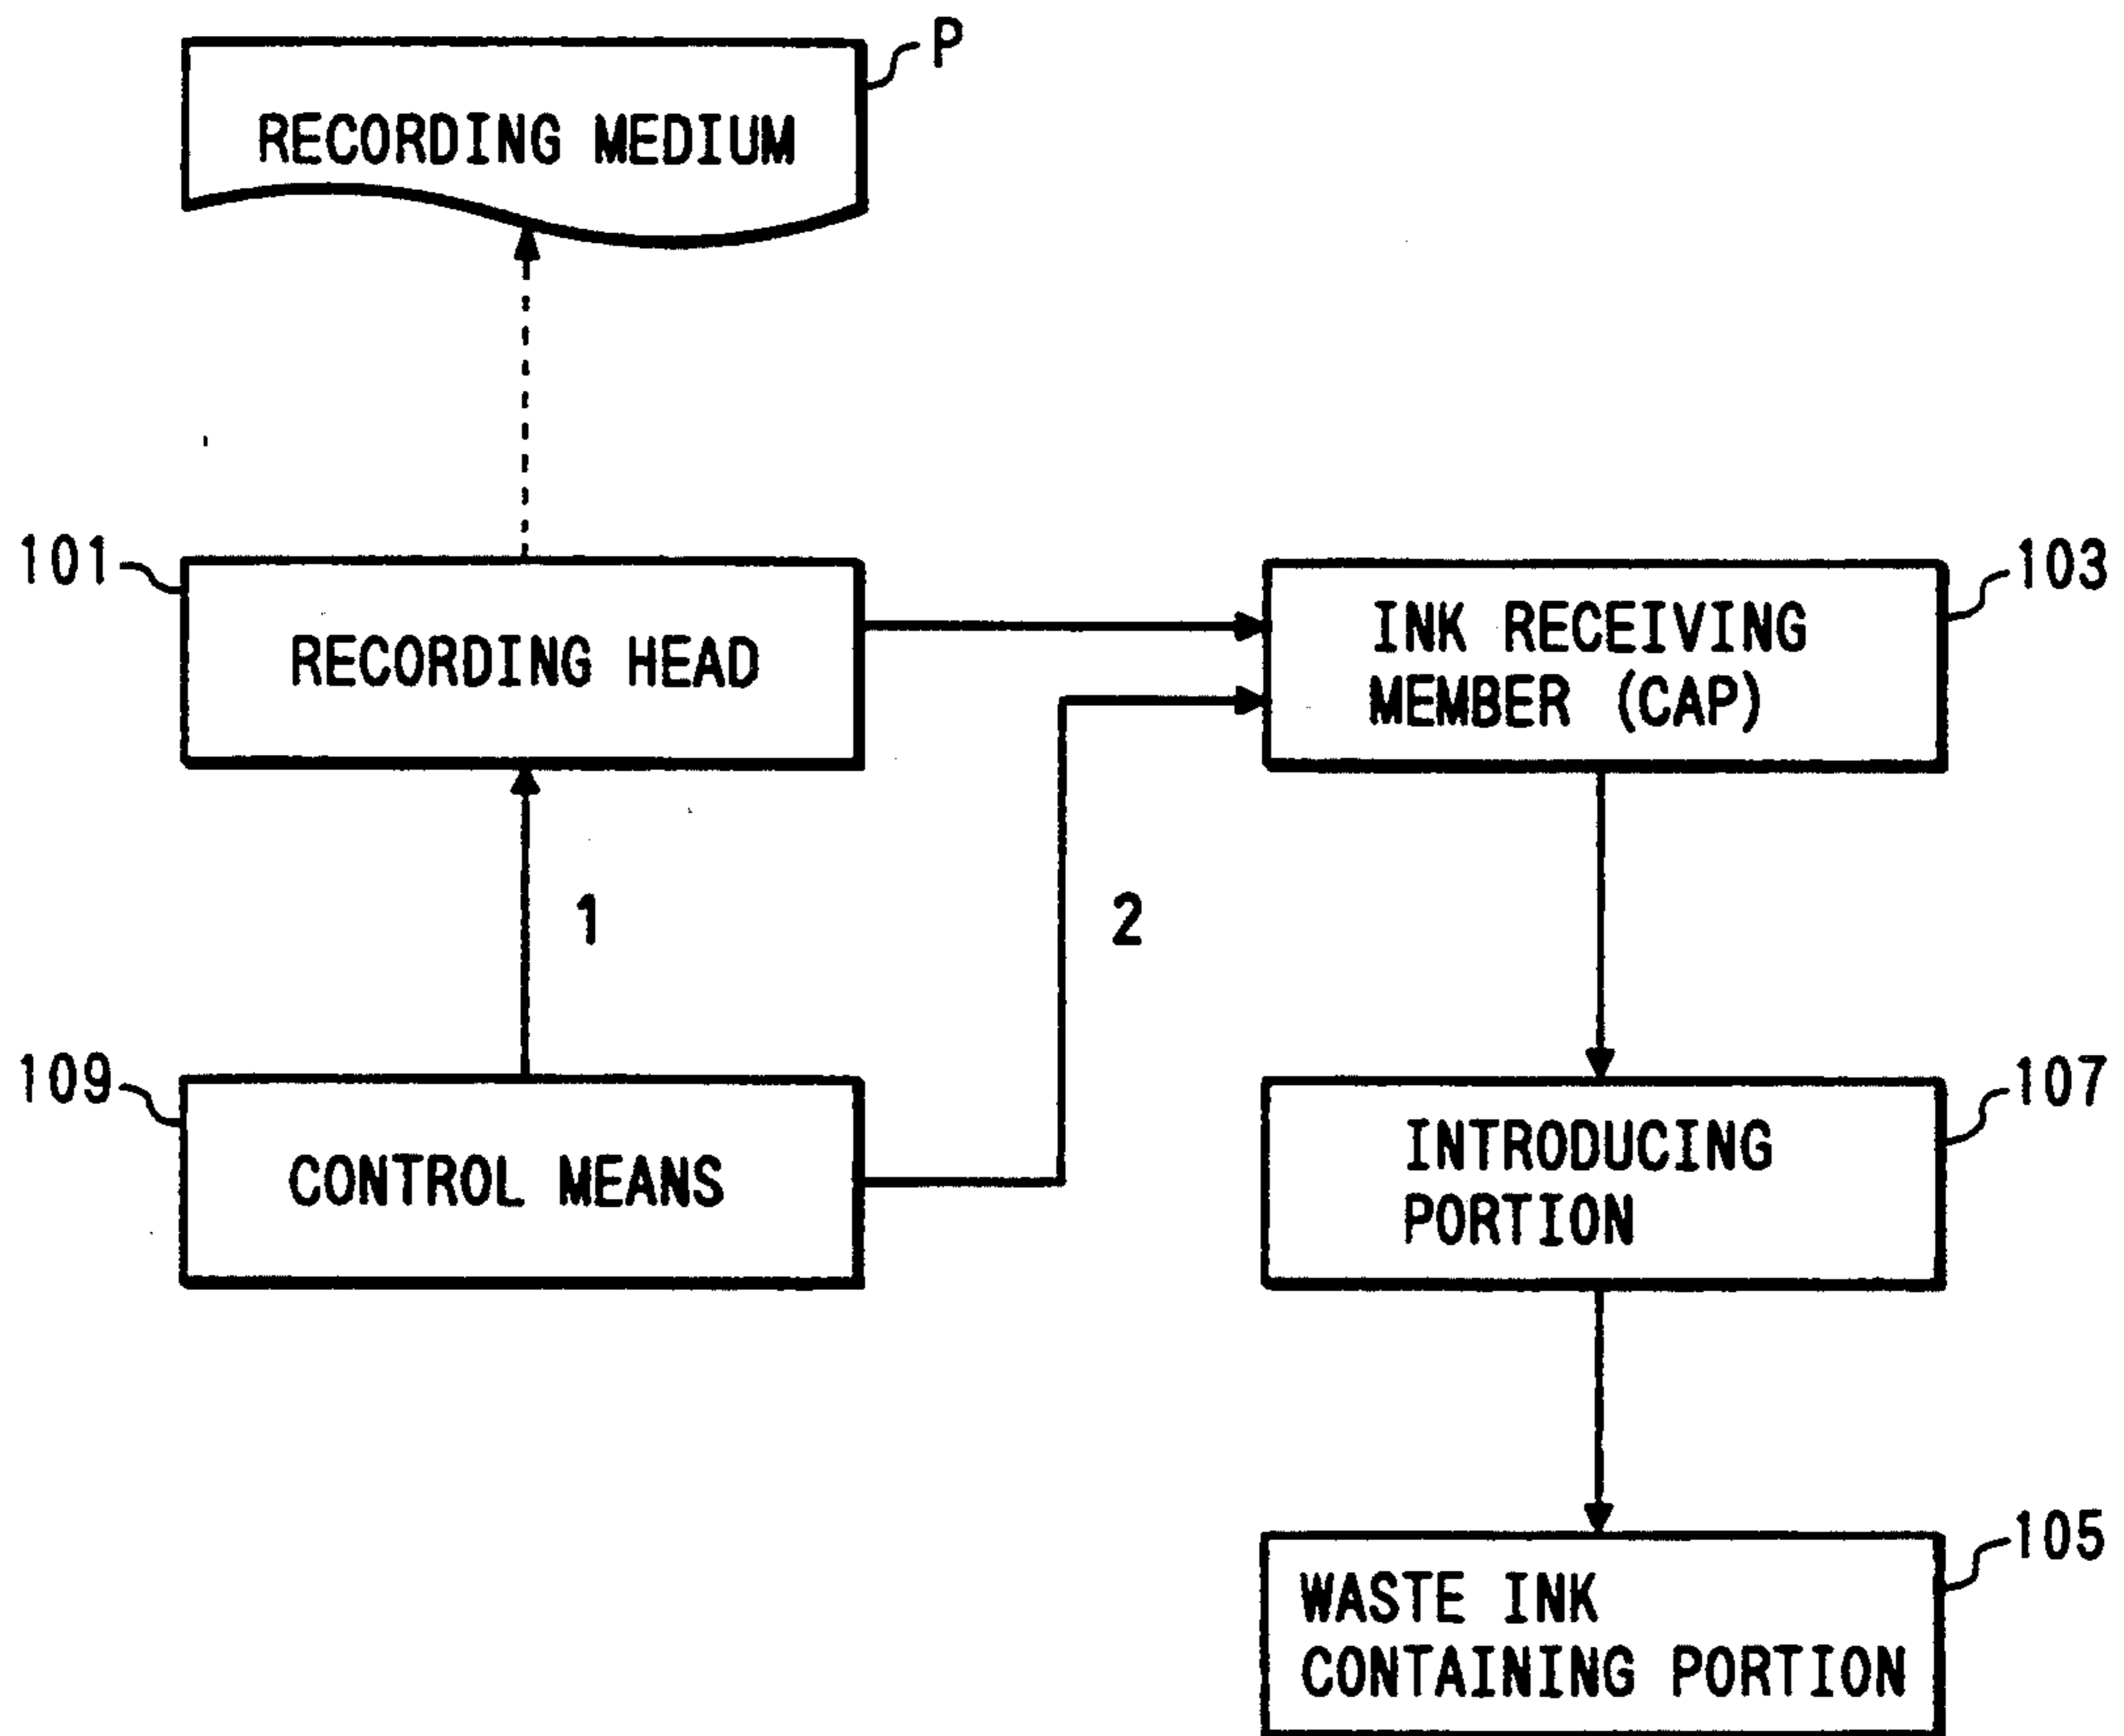 P
RECORDING MEDIUM
101
RECORDING HEAD
103
INK RECEIVING
MEMBER (CAP)
1
2
109
CONTROL MEANS
107
INTRODUCING
PORTION
105
WASTE INK
CONTAINING PORTION